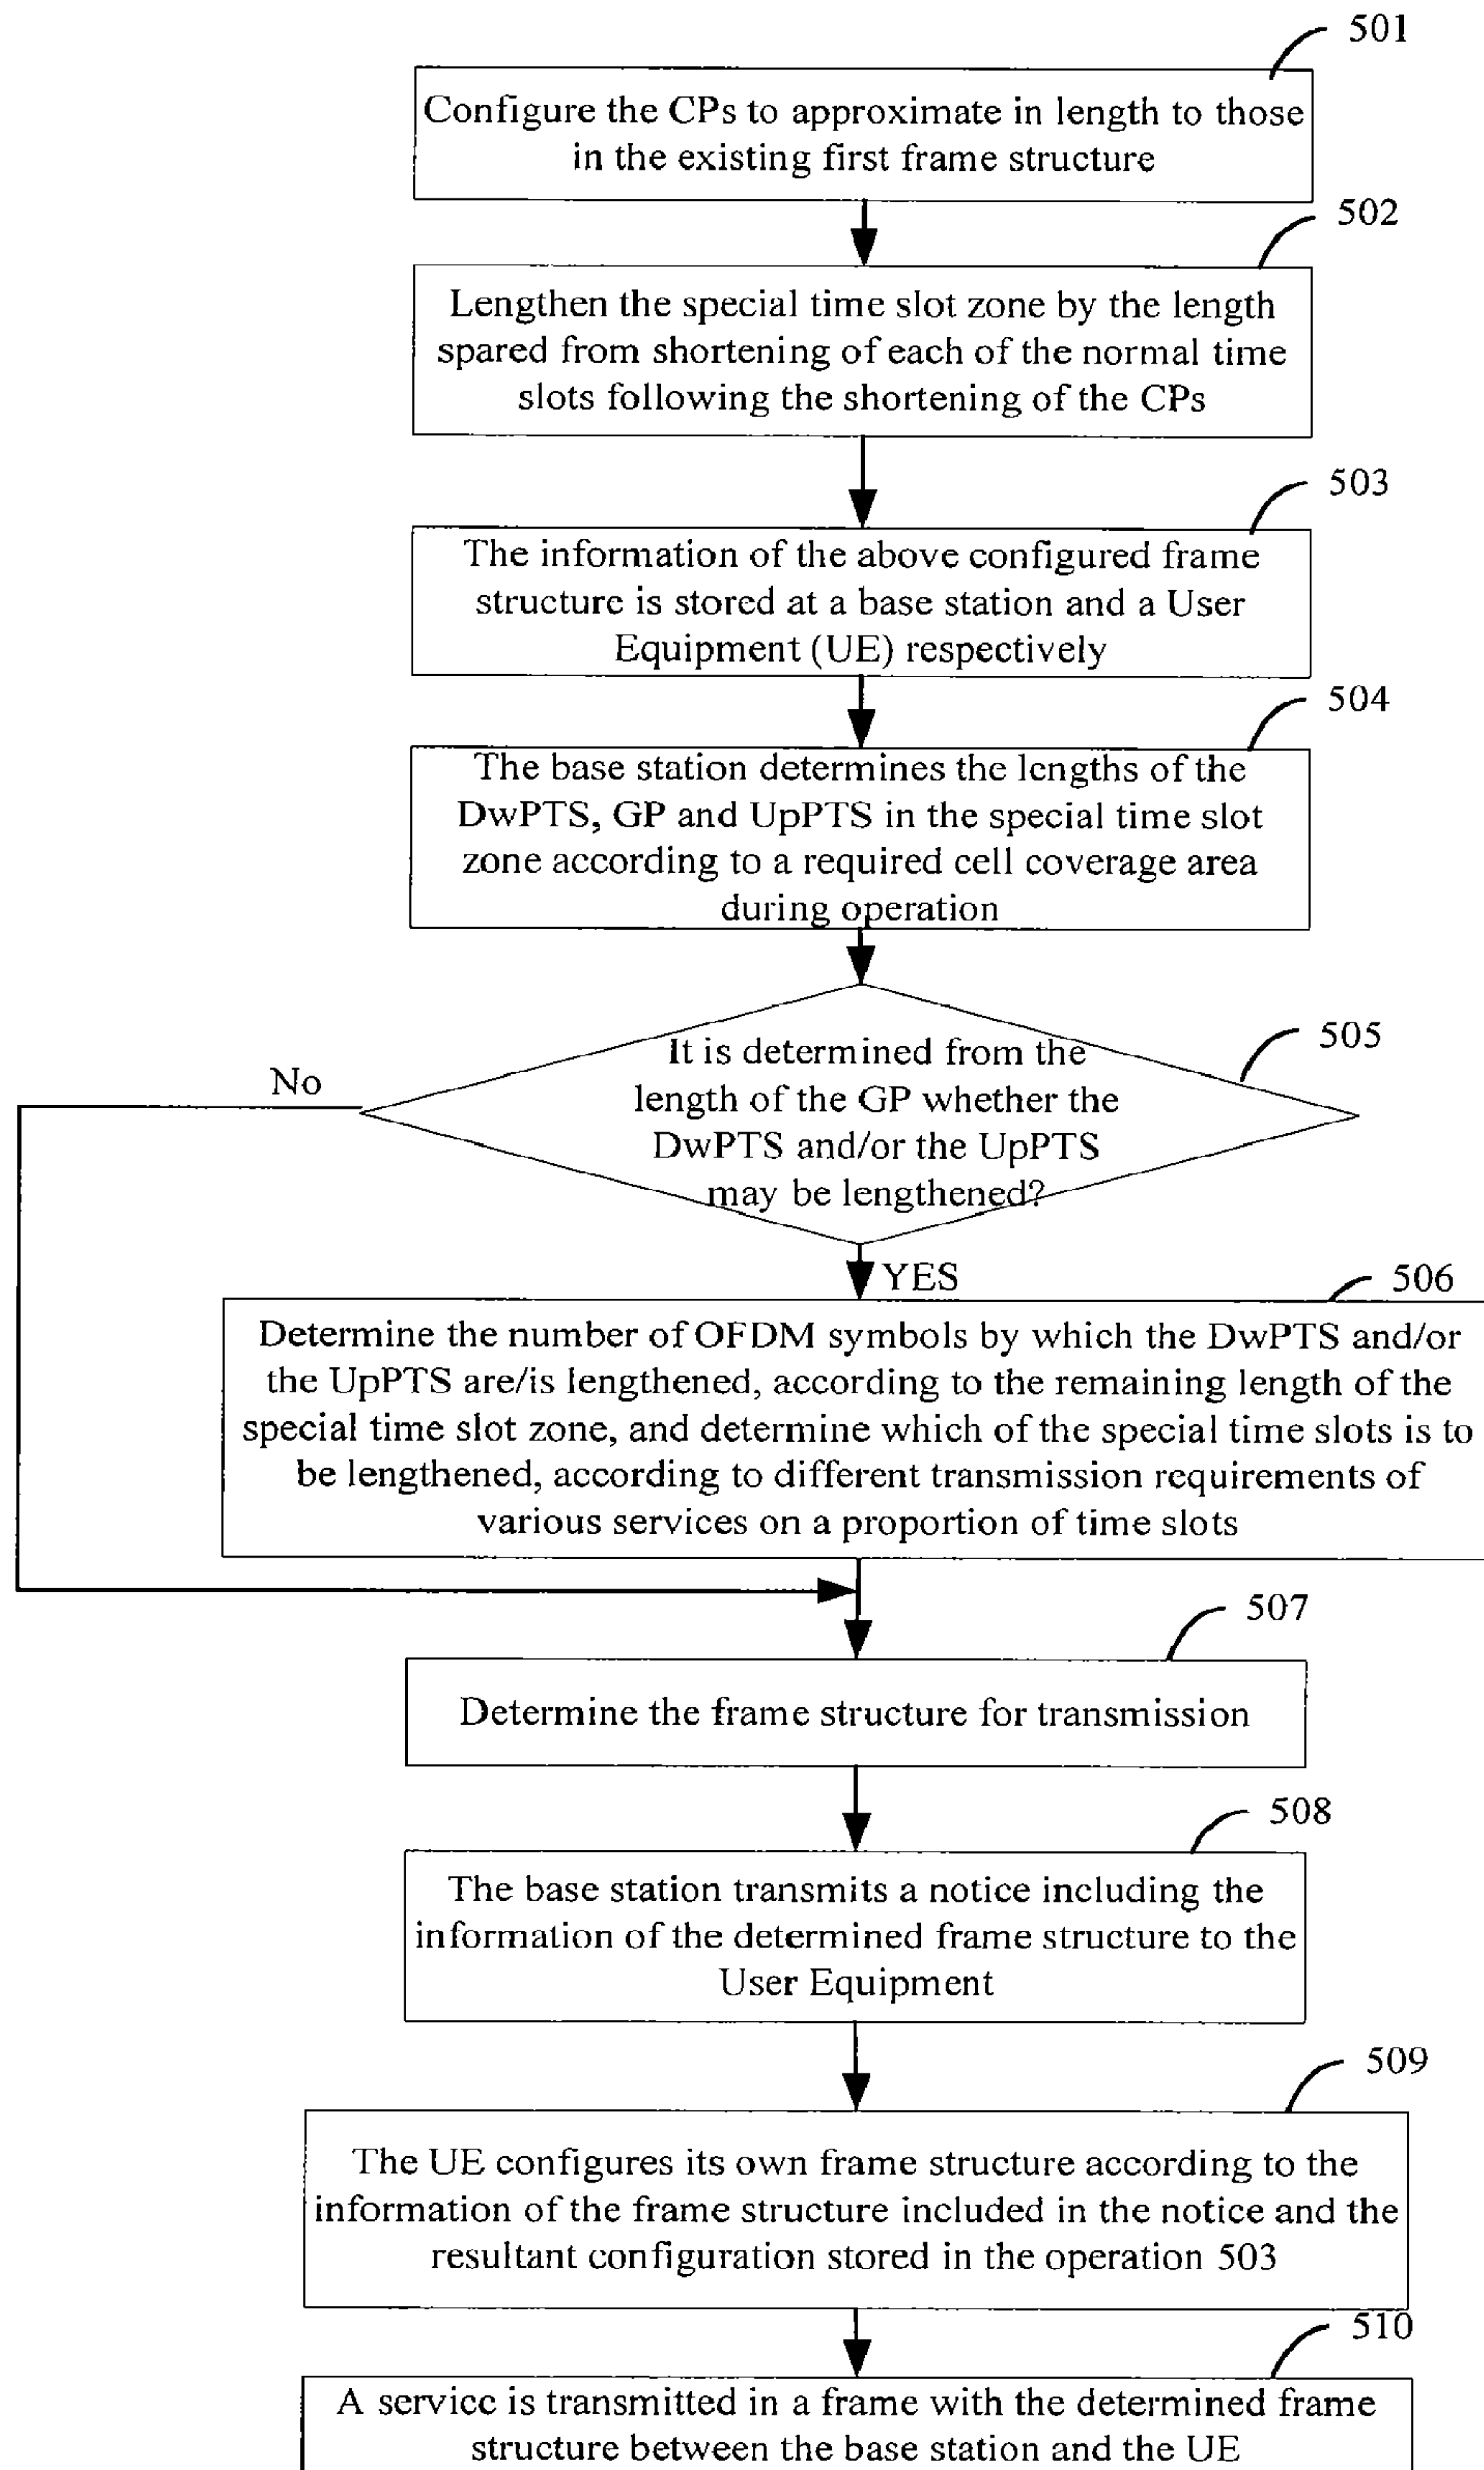 501
Configure the CPs to approximate in length to those
in the existing first frame structure
502
Lengthen the special time slot zone by the length
spared from shortening of each of the normal time
slots following the shortening of the CPs
503
The information of the above configured frame
structure is stored at a base station and a User
Equipment (UE) respectively
504
The base station determines the lengths of the
DwPTS, GP and UpPTS in the special time slot
zone according to a required cell coverage area
during operation
505
It is determined from the
length of the GP whether the
DwPTS and/or the UpPTS
may be lengthened?
No
YES
506
Determine the number of OFDM symbols by which the DwPTS and/or
the UpPTS are/is lengthened, according to the remaining length of the
special time slot zone, and determine which of the special time slots is to
be lengthened, according to different transmission requirements of
various services on a proportion of time slots
507
Determine the frame structure for transmission
508
The base station transmits a notice including the
information of the determined frame structure to the
User Equipment
509
The UE configures its own frame structure according to the
information of the frame structure included in the notice and the
resultant configuration stored in the operation 503
510
A service is transmitted in a frame with the determined frame
structure between the base station and the UE